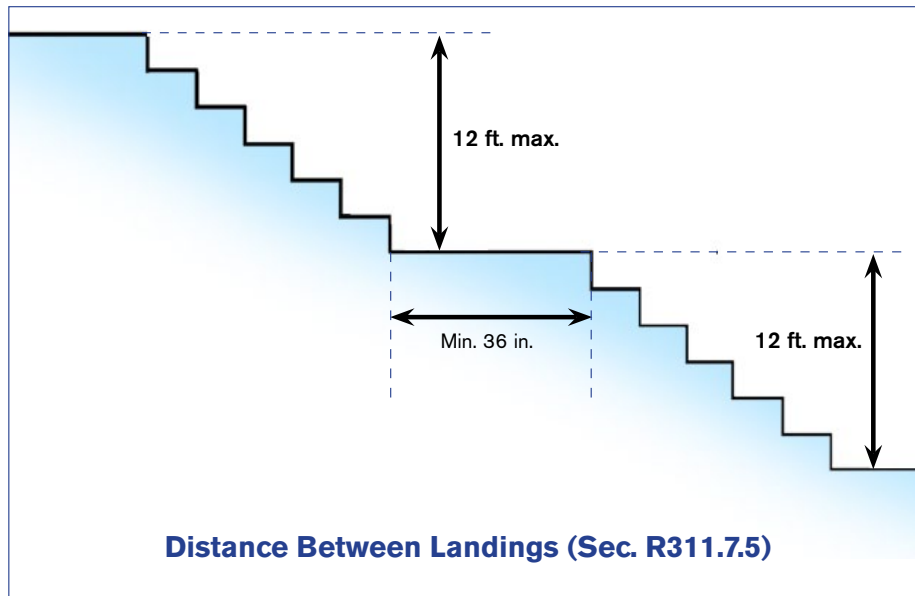 12 ft. max.
Min. 36 in.
12 ft. max.
Distance Between Landings (Sec. R311.7.5)